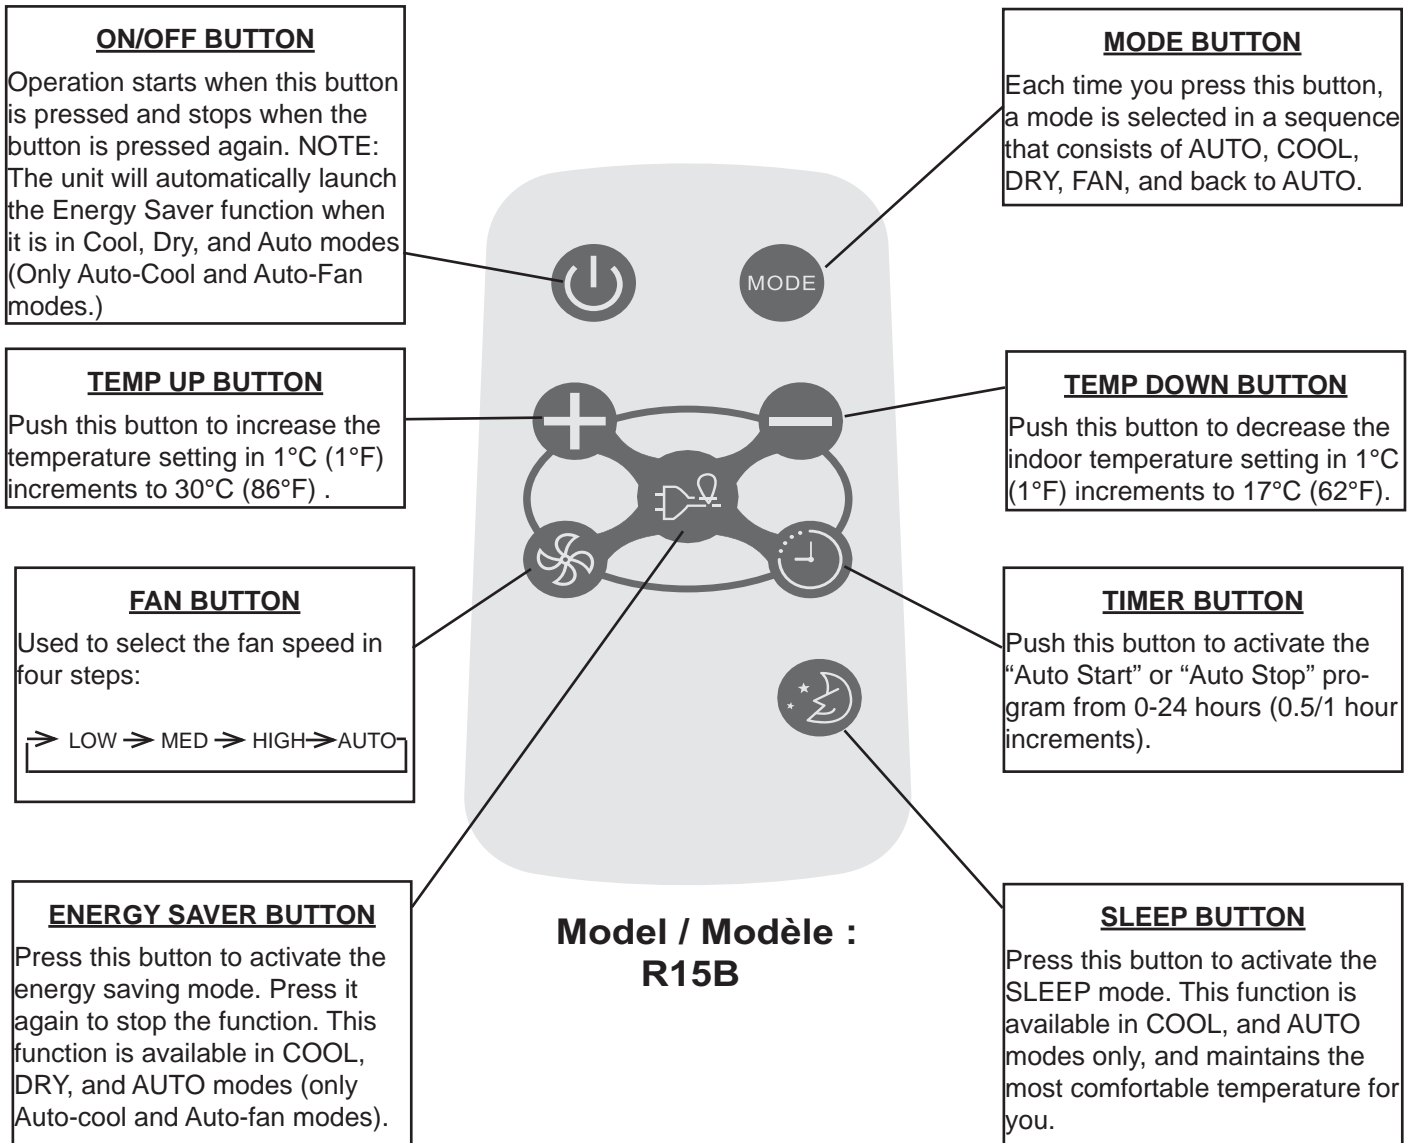 ON/OFF BUTTON
Operation starts when this button
is pressed and stops when the
button is pressed again. NOTE:
The unit will automatically launch
the Energy Saver function when
it is in Cool, Dry, and Auto modes
(Only Auto-Cool and Auto-Fan
modes.)
MODE BUTTON
Each time you press this button,
a mode is selected in a sequence
that consists of AUTO, COOL,
DRY, FAN, and back to AUTO.
MODE
TEMP UP BUTTON
Push this button to increase the
temperature setting in 1°C (1°F)
increments to 30°C (86°F) .
TEMP DOWN BUTTON
Push this button to decrease the
indoor temperature setting in 1°C
(1°F) increments to 17°C (62°F).
FAN BUTTON
Used to select the fan speed in
four steps:
LOW MED HIGH AUTO
TIMER BUTTON
Push this button to activate the
“Auto Start” or “Auto Stop” pro-
gram from 0-24 hours (0.5/1 hour
increments).
ENERGY SAVER BUTTON
Press this button to activate the
energy saving mode. Press it
again to stop the function. This
function is available in COOL,
DRY, and AUTO modes (only
Auto-cool and Auto-fan modes).
Model / Modèle :
R15B
SLEEP BUTTON
Press this button to activate the
SLEEP mode. This function is
available in COOL, and AUTO
modes only, and maintains the
most comfortable temperature for
you.